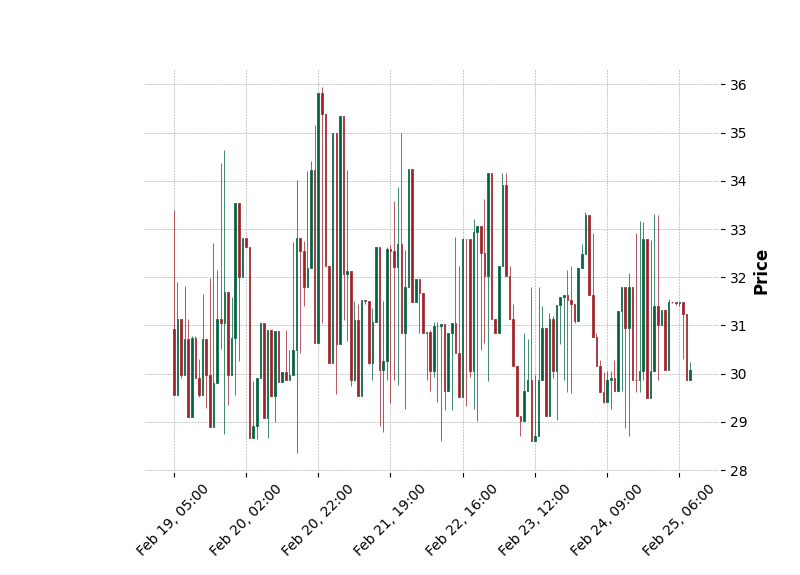 36
35
34
33
32
31
30
29
28
Price
Feb 19, 05:00
Feb 20, 02:00
Feb 20, 22:00
Feb 21, 19:00
Feb 22, 16:00
Feb 23, 12:00
Feb 24, 09:00
Feb 25, 06:00